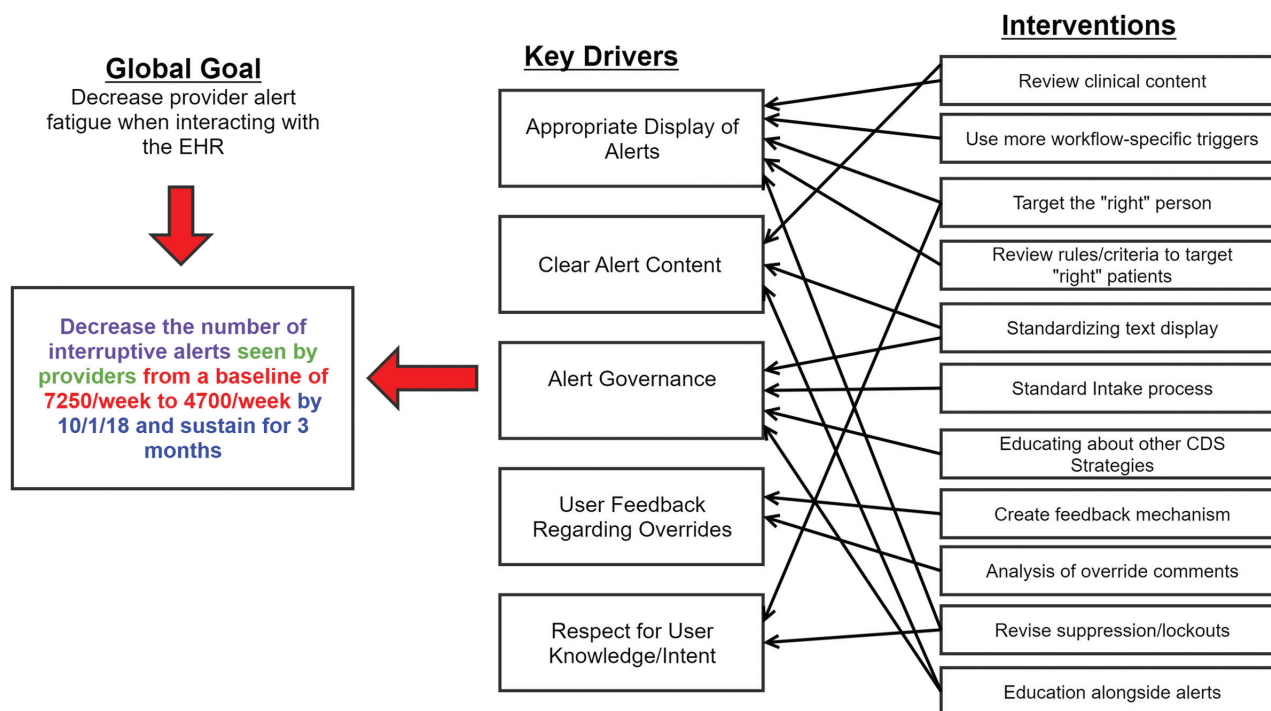 Global Goal
Decrease provider alert
fatigue when interacting with
the EHR
Decrease the number of
interruptive alerts seen by
providers from a baseline of
7250/week to 4700/week by
10/1/18 and sustain for 3
months
Key Drivers
Appropriate Display of
Alerts
Clear Alert Content
Alert Governance
User Feedback
Regarding Overrides
Respect for User
Knowledge/Intent
Interventions
Review clinical content
Use more workflow-specific triggers
Target the "right" person
Review rules/criteria to target
"right" patients
Standardizing text display
Standard Intake process
Educating about other CDS
Strategies
Create feedback mechanism
Analysis of override comments
Revise suppression/lockouts
Education alongside alerts